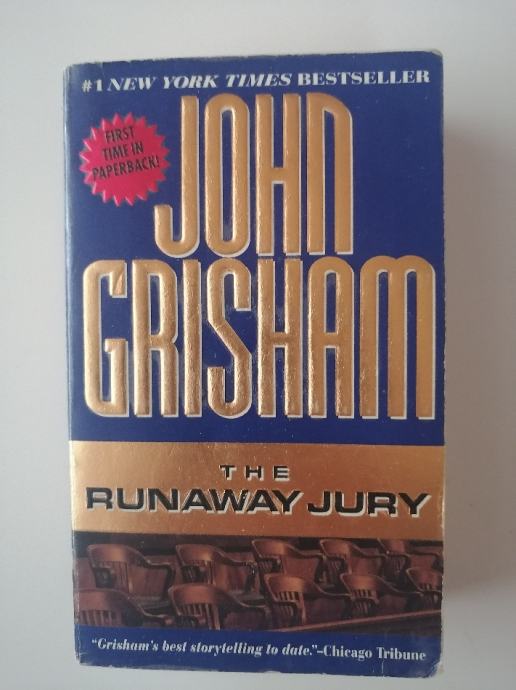 #1 NEW YORK TIMES BESTSELLER
FIRST
TIME IN
PAPERBACK!
JOHN
GRISHAM
THE
RUNAWAY JURY
"Grisham's best storytelling to date."–Chicago Tribune